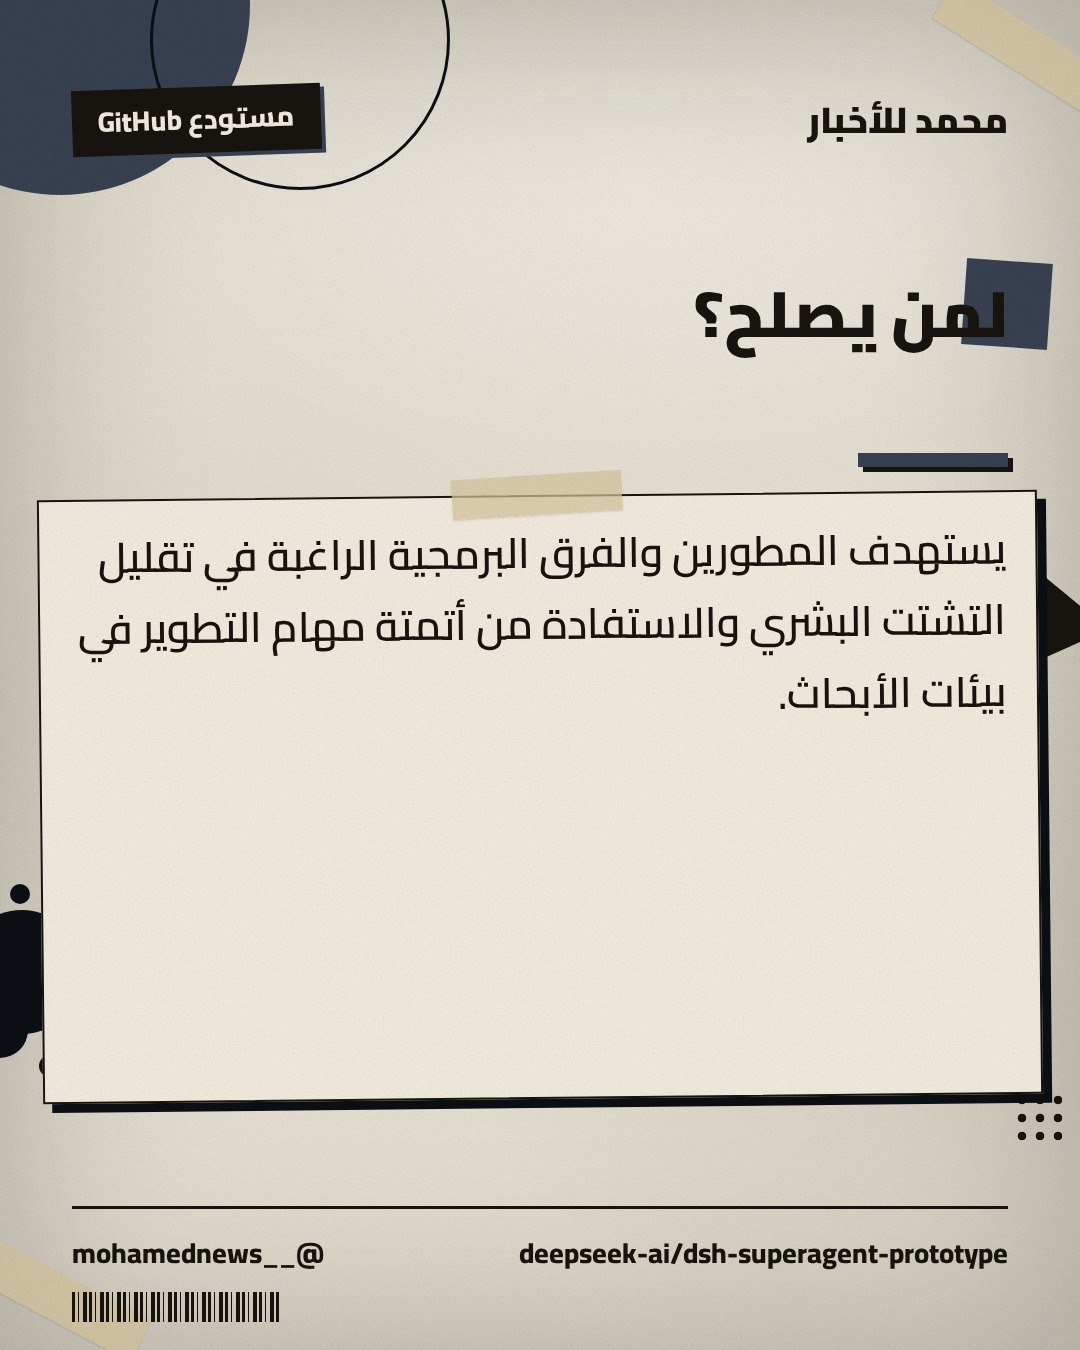 محمد للأخبار
مستودع GitHub
لمن يصلح؟
يستهدف المطورين والفرق البرمجية الراغبة في تقليل
التشتت البشري والاستفادة من أتمتة مهام التطوير في
بيئات الأبحاث.
deepseek-ai/dsh-superagent-prototype
mohamednews__@